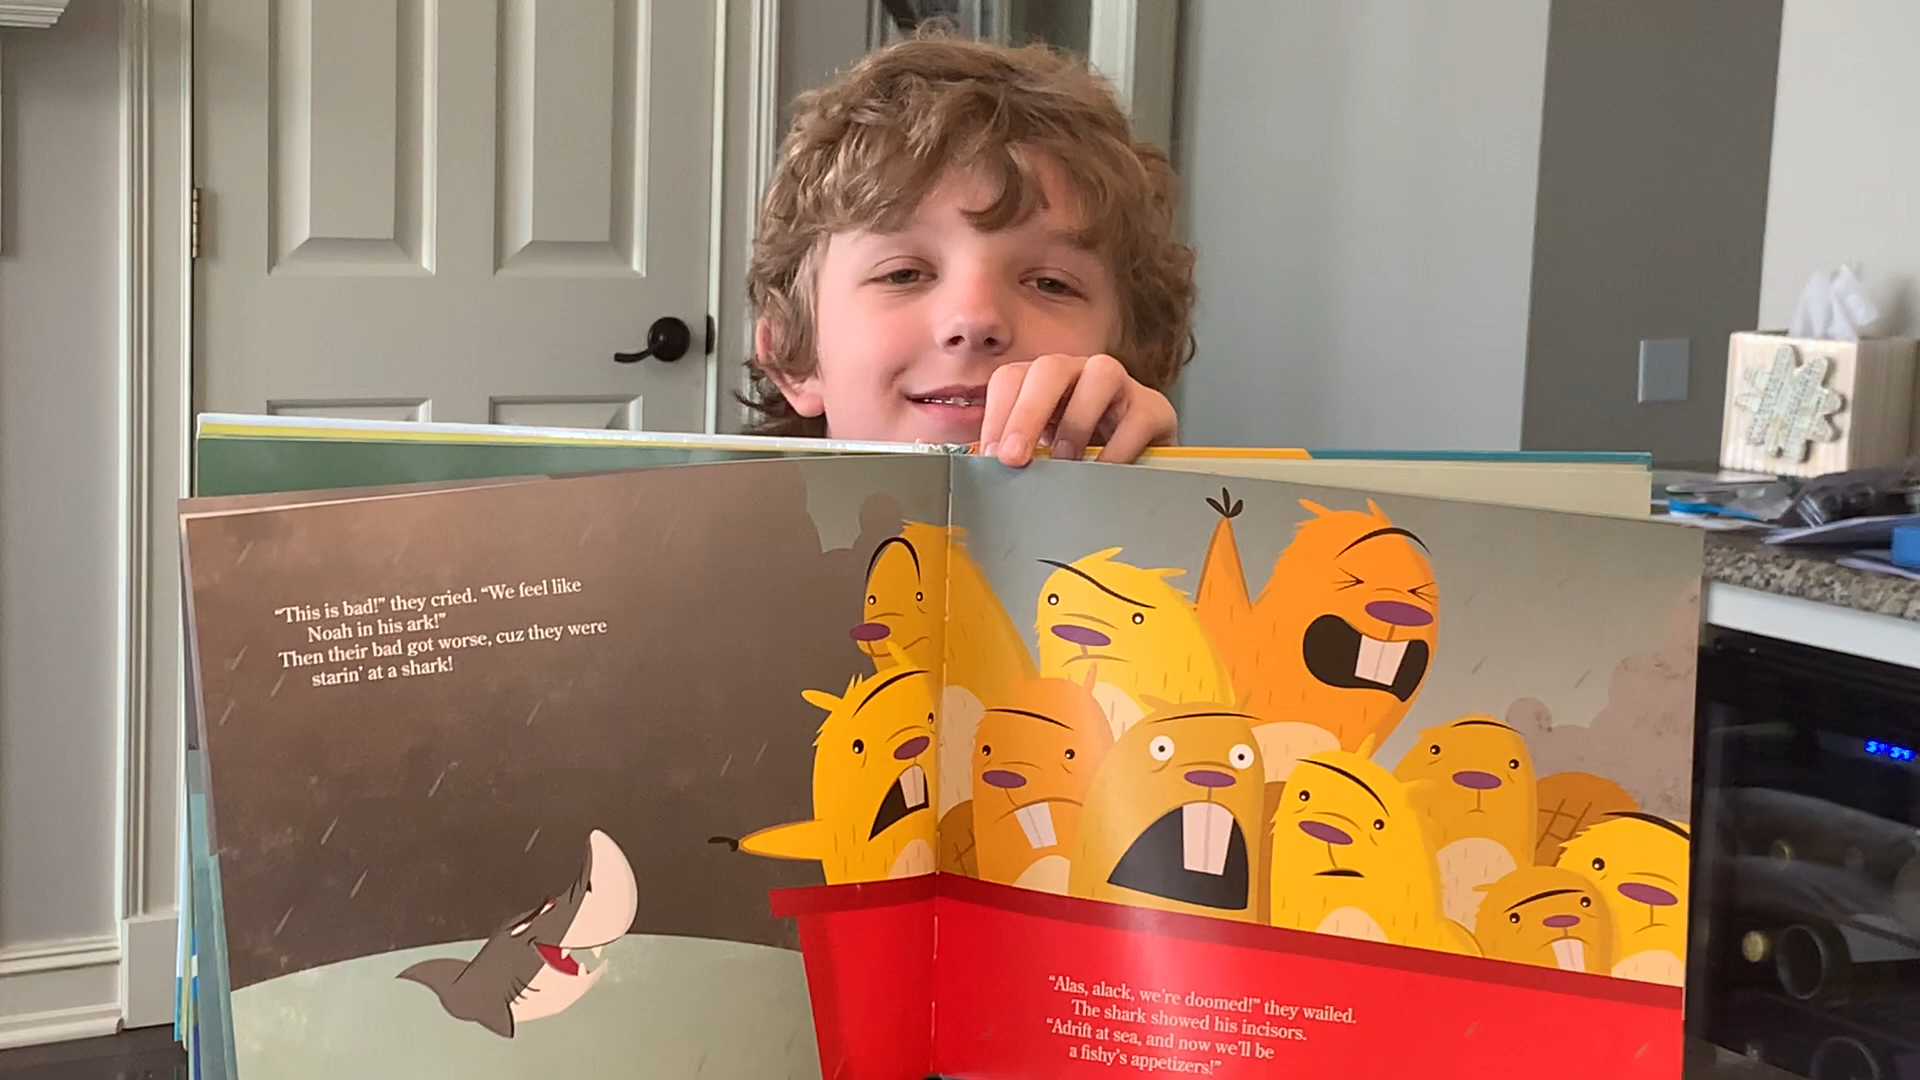 “This is bad!” they cried. “We feel like
Noah in his ark!”
Then their bad got worse, cuz they were
starin’ at a shark!
“Alas, alack, we’re doomed!” they wailed.
The shark showed his incisors.
“Adrift at sea, and now we’ll be
a fishy’s appetizers!”